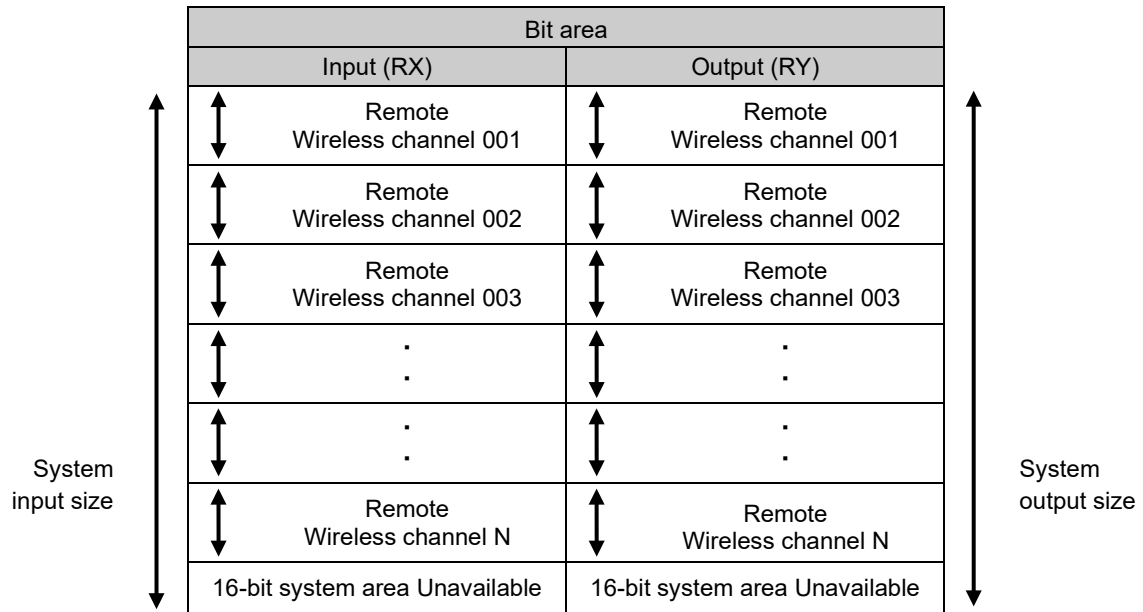 Bit area
Input (RX) Output (RY)
Remote
Wireless channel 001
Remote
Wireless channel 001
Remote
Wireless channel 002
Remote
Wireless channel 002
Remote
Wireless channel 003
Remote
Wireless channel 003
System
input size
System
output size
Remote
Wireless channel N
Remote
Wireless channel N
16-bit system area Unavailable 16-bit system area Unavailable